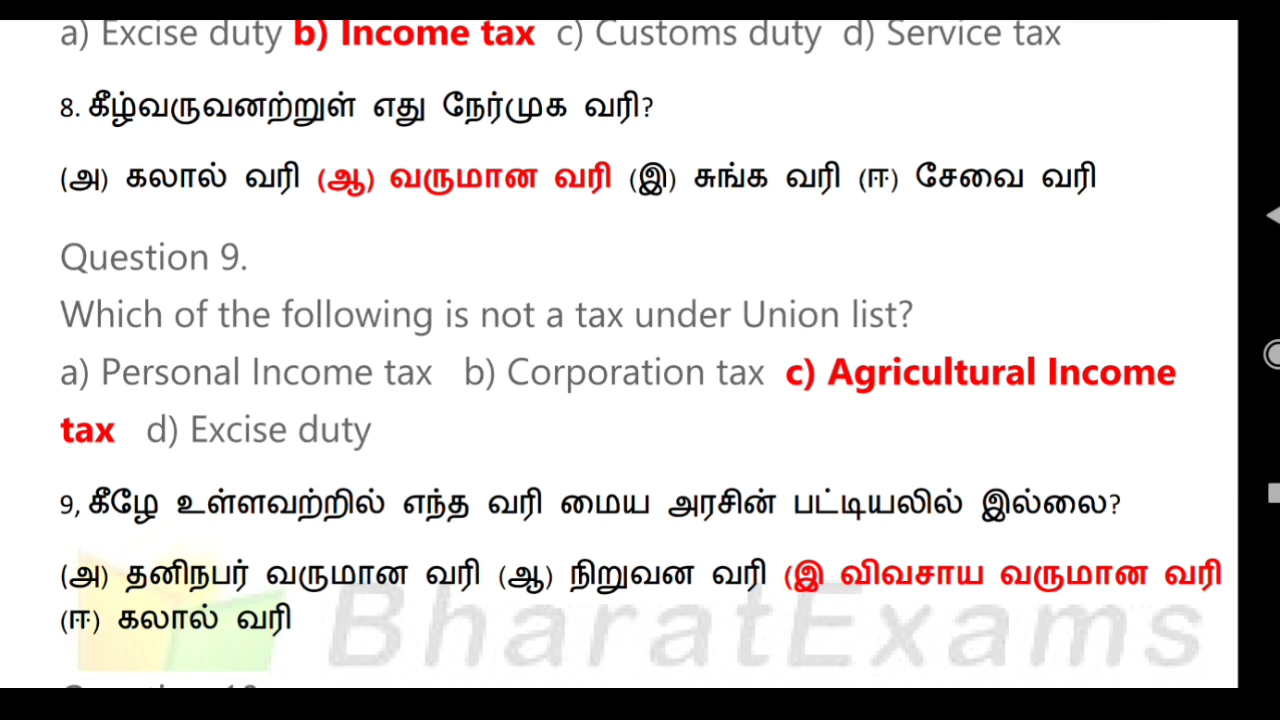 a) Excise duty b) Income tax c) Customs duty d) Service tax
8. கீழ்வருவனற்றுள் எது நேர்முக வரி?
(அ) கலால் வரி (ஆ) வருமான வரி (இ) சுங்க வரி (ஈ) சேவை வரி
Question 9.
Which of the following is not a tax under Union list?
a) Personal Income tax b) Corporation tax c) Agricultural Income
tax d) Excise duty
9, கீழே உள்ளவற்றில் எந்த வரி மைய அரசின் பட்டியலில் இல்லை?
(அ) தனிநபர் வருமான வரி (ஆ) நிறுவன வரி (இ விவசாய வருமான வரி
(ஈ) கலால் வரி
BharatExams